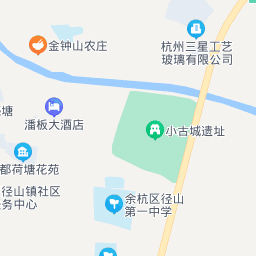 杭州三星工艺
玻璃有限公司
金钟山农庄
塘
潘板大酒店
小古城遗址
都荷塘花苑
径山镇社区
服务中心
余杭区径山
第一中学